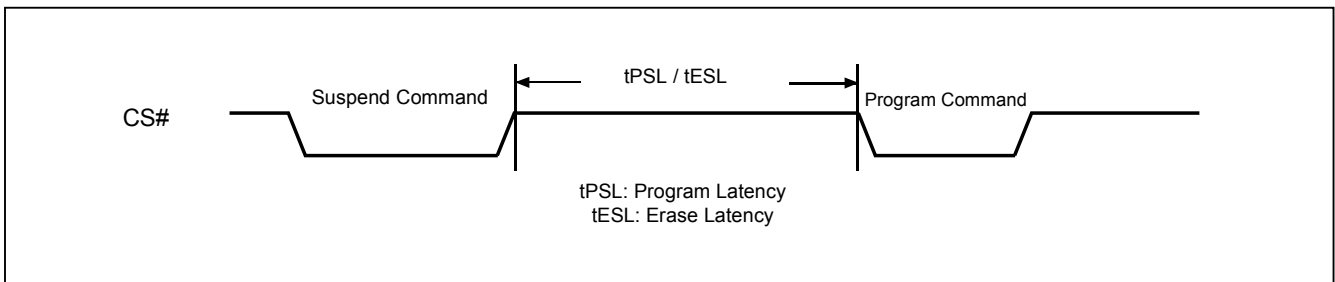 tPSL / tESL
Suspend Command
Program Command
CS#
tPSL: Program Latency
tESL: Erase Latency